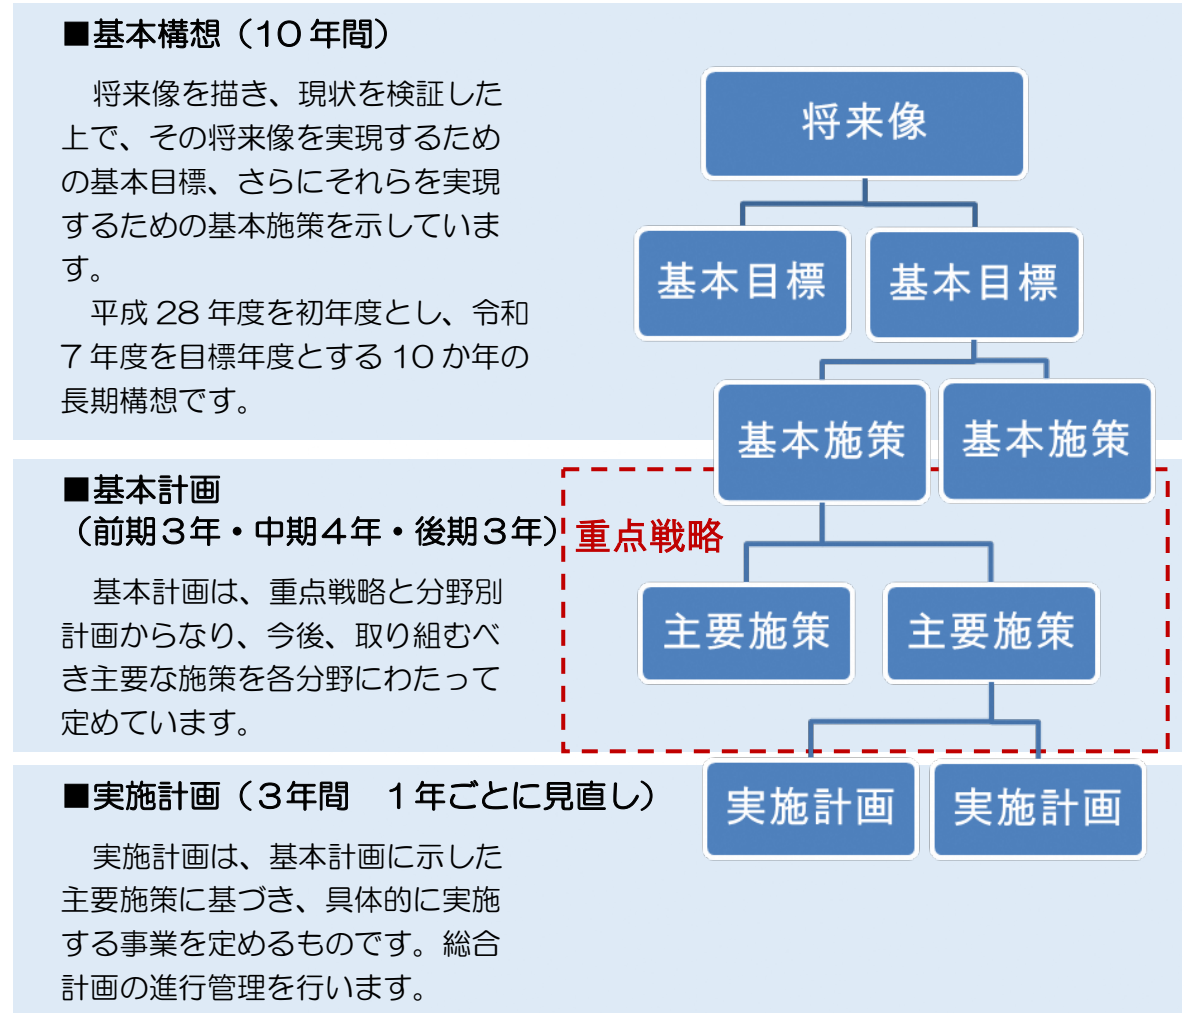 ■基本構想（10年間）
将来像を描き、現状を検証した
上で、その将来像を実現するため
の基本目標、さらにそれらを実現
するための基本施策を示していま
す。
平成 28 年度を初年度とし、令和
7 年度を目標年度とする 10 か年の
長期構想です。
将来像
基本目標
基本目標
基本施策
基本施策
■基本計画
（前期３年・中期４年・後期３年）
重点戦略
基本計画は、重点戦略と分野別
計画からなり、今後、取り組むべ
き主要な施策を各分野にわたって
定めています。
主要施策
主要施策
■実施計画（３年間　１年ごとに見直し）
実施計画は、基本計画に示した
主要施策に基づき、具体的に実施
する事業を定めるものです。総合
計画の進行管理を行います。
実施計画
実施計画